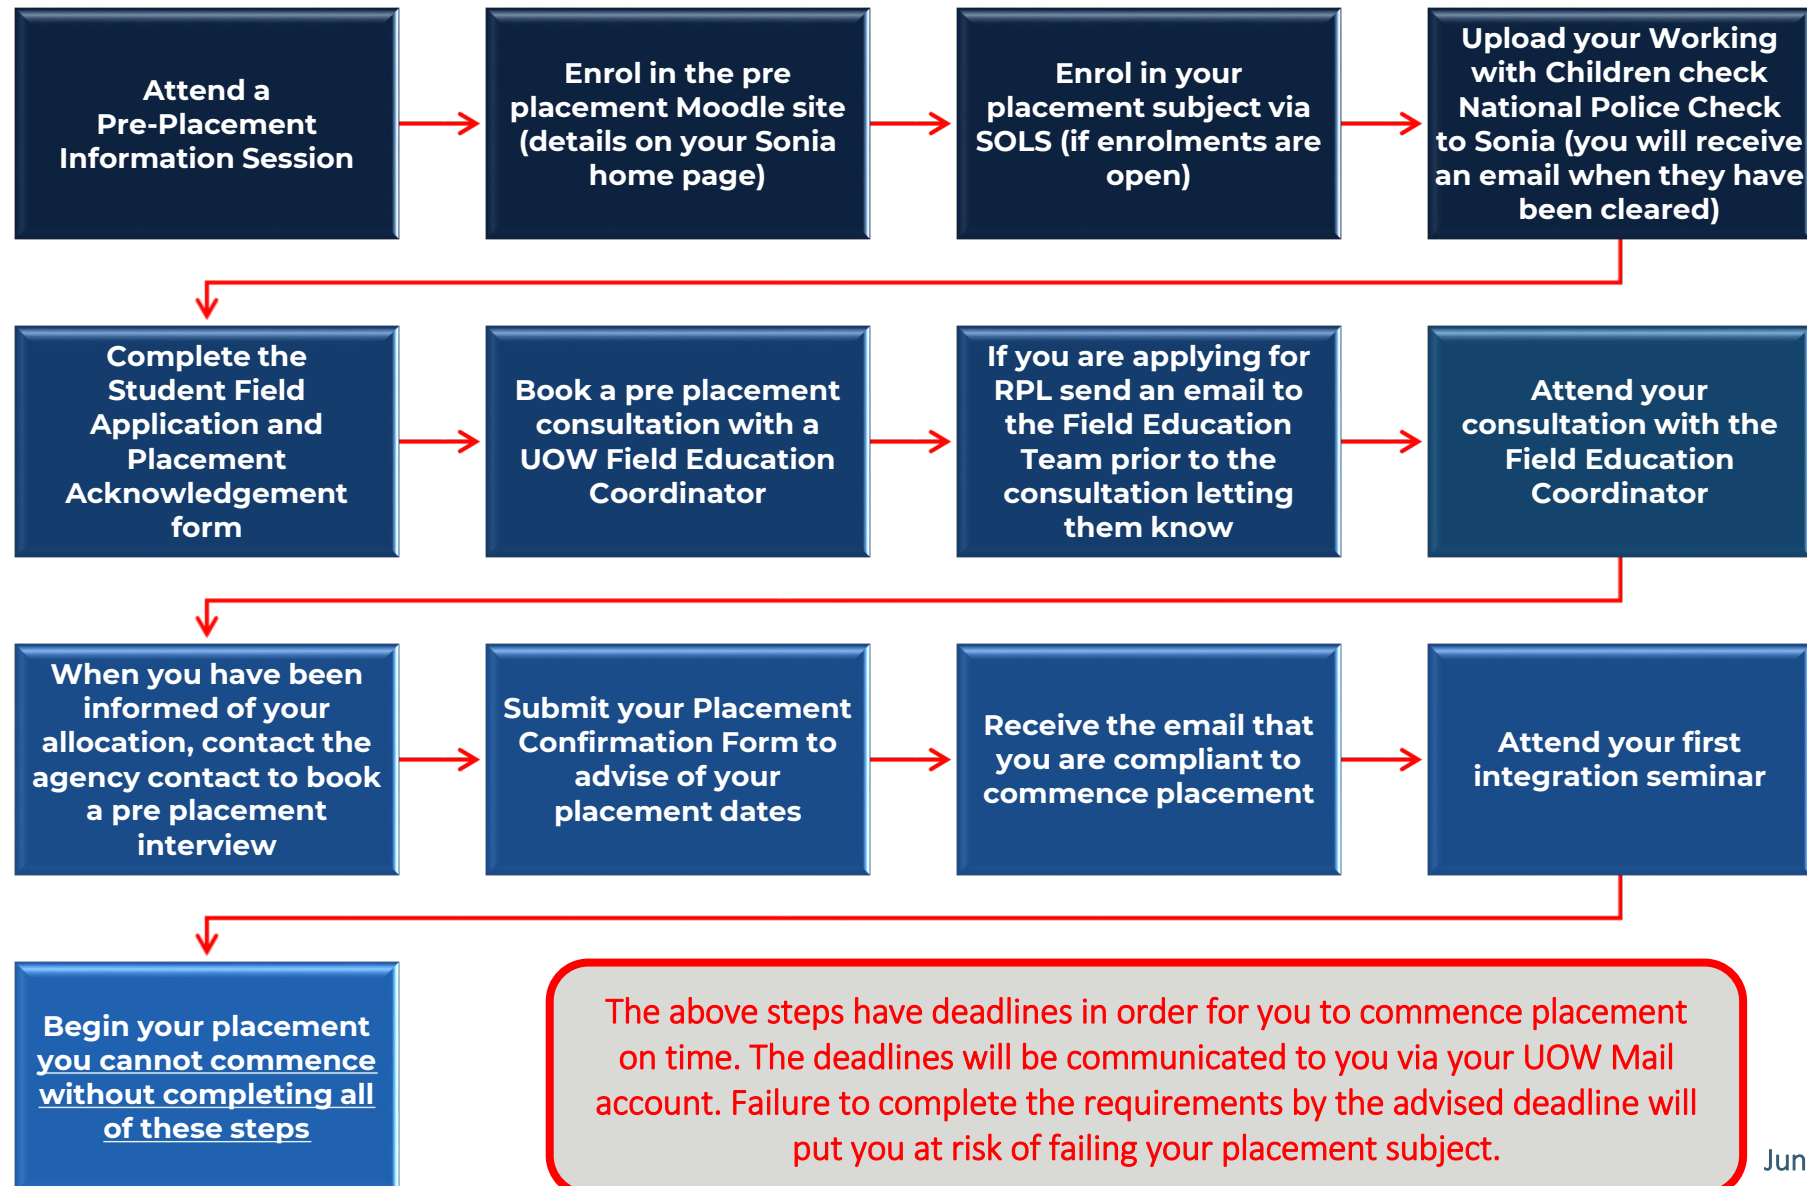 Attend a
Pre-Placement
Information Session
Enrol in the pre
placement Moodle site
(details on your Sonia
home page)
Enrol in your
placement subject via
SOLS (if enrolments are
open)
Upload your Working
with Children check
National Police Check
to Sonia (you will receive
an email when they have
been cleared)
Complete the
Student Field
Application and
Placement
Acknowledgement
form
Book a pre placement
consultation with a
UOW Field Education
Coordinator
If you are applying for
RPL send an email to
the Field Education
Team prior to the
consultation letting
them know
Attend your
consultation with the
Field Education
Coordinator
When you have been
informed of your
allocation, contact the
agency contact to book
a pre placement
interview
Submit your Placement
Confirmation Form to
advise of your
placement dates
Receive the email that
you are compliant to
commence placement
Attend your first
integration seminar
Begin your placement
you cannot commence
without completing all
of these steps
The above steps have deadlines in order for you to commence placement
on time. The deadlines will be communicated to you via your UOW Mail
account. Failure to complete the requirements by the advised deadline will
put you at risk of failing your placement subject.
Jun